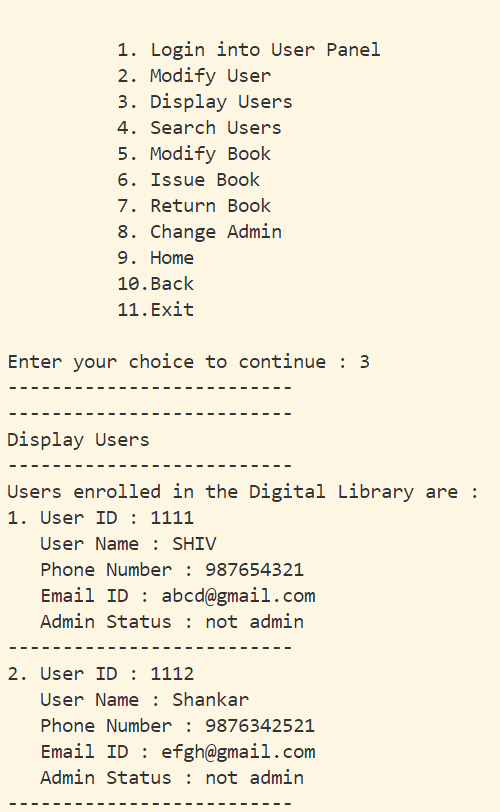 1. Login into User Panel
2. Modify User
3. Display Users
4. Search Users
5. Modify Book
6. Issue Book
7. Return Book
8. Change Admin
9. Home
10.Back
11.Exit
Enter your choice to continue : 3
--------------------------
--------------------------
Display Users
--------------------------
Users enrolled in the Digital Library are :
1. User ID : 1111
User Name : SHIV
Phone Number : 987654321
Email ID : abcd@gmail.com
Admin Status : not admin
--------------------------
2. User ID : 1112
User Name : Shankar
Phone Number : 9876342521
Email ID : efgh@gmail.com
Admin Status : not admin
--------------------------